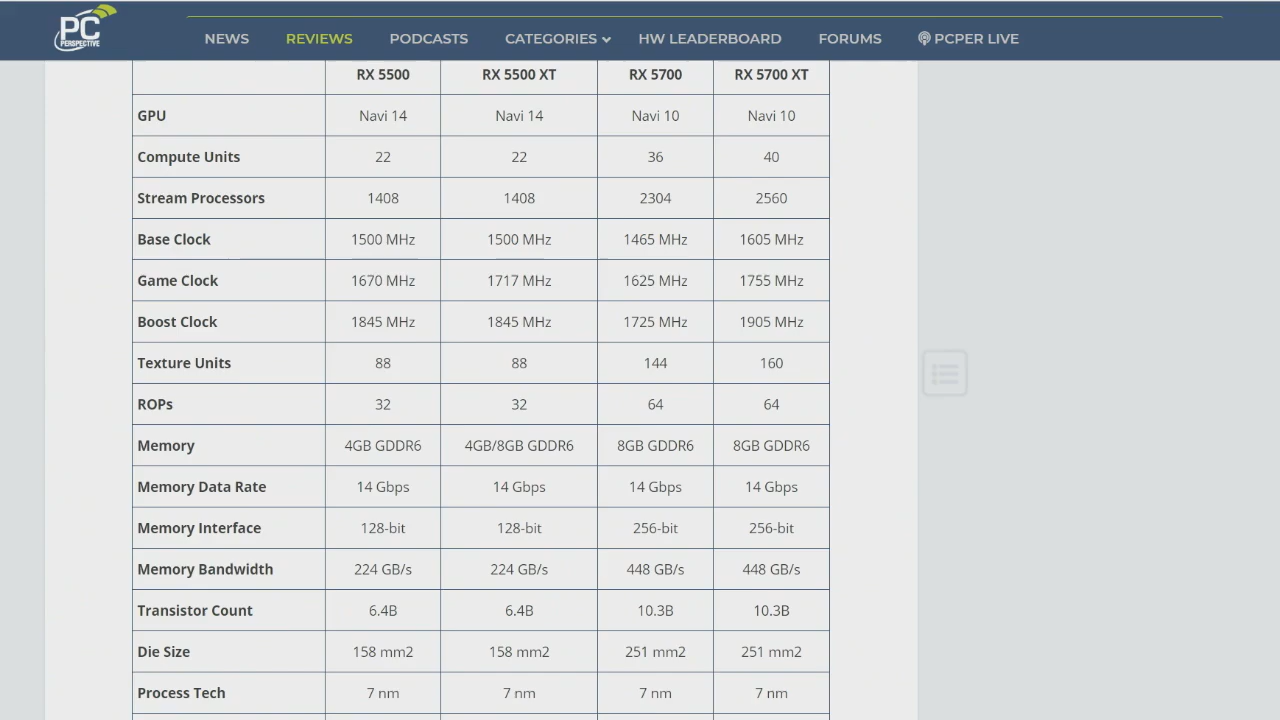 PC
PERSPECTIVE
NEWS REVIEWS PODCASTS CATEGORIES HW LEADERBOARD FORUMS PCPER LIVE
RX 5500 RX 5500 XT RX 5700 RX 5700 XT
GPU Navi 14 Navi 14 Navi 10 Navi 10
Compute Units 22 22 36 40
Stream Processors 1408 1408 2304 2560
Base Clock 1500 MHz 1500 MHz 1465 MHz 1605 MHz
Game Clock 1670 MHz 1717 MHz 1625 MHz 1755 MHz
Boost Clock 1845 MHz 1845 MHz 1725 MHz 1905 MHz
Texture Units 88 88 144 160
ROPs 32 32 64 64
Memory 4GB GDDR6 4GB/8GB GDDR6 8GB GDDR6 8GB GDDR6
Memory Data Rate 14 Gbps 14 Gbps 14 Gbps 14 Gbps
Memory Interface 128-bit 128-bit 256-bit 256-bit
Memory Bandwidth 224 GB/s 224 GB/s 448 GB/s 448 GB/s
Transistor Count 6.4B 6.4B 10.3B 10.3B
Die Size 158 mm2 158 mm2 251 mm2 251 mm2
Process Tech 7 nm 7 nm 7 nm 7 nm